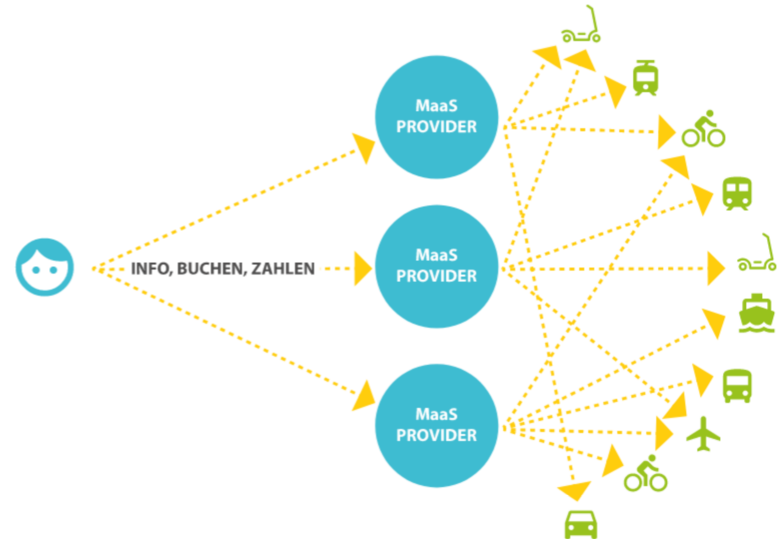 MaaS
PROVIDER
INFO, BUCHEN, ZAHLEN
MaaS
PROVIDER
MaaS
PROVIDER